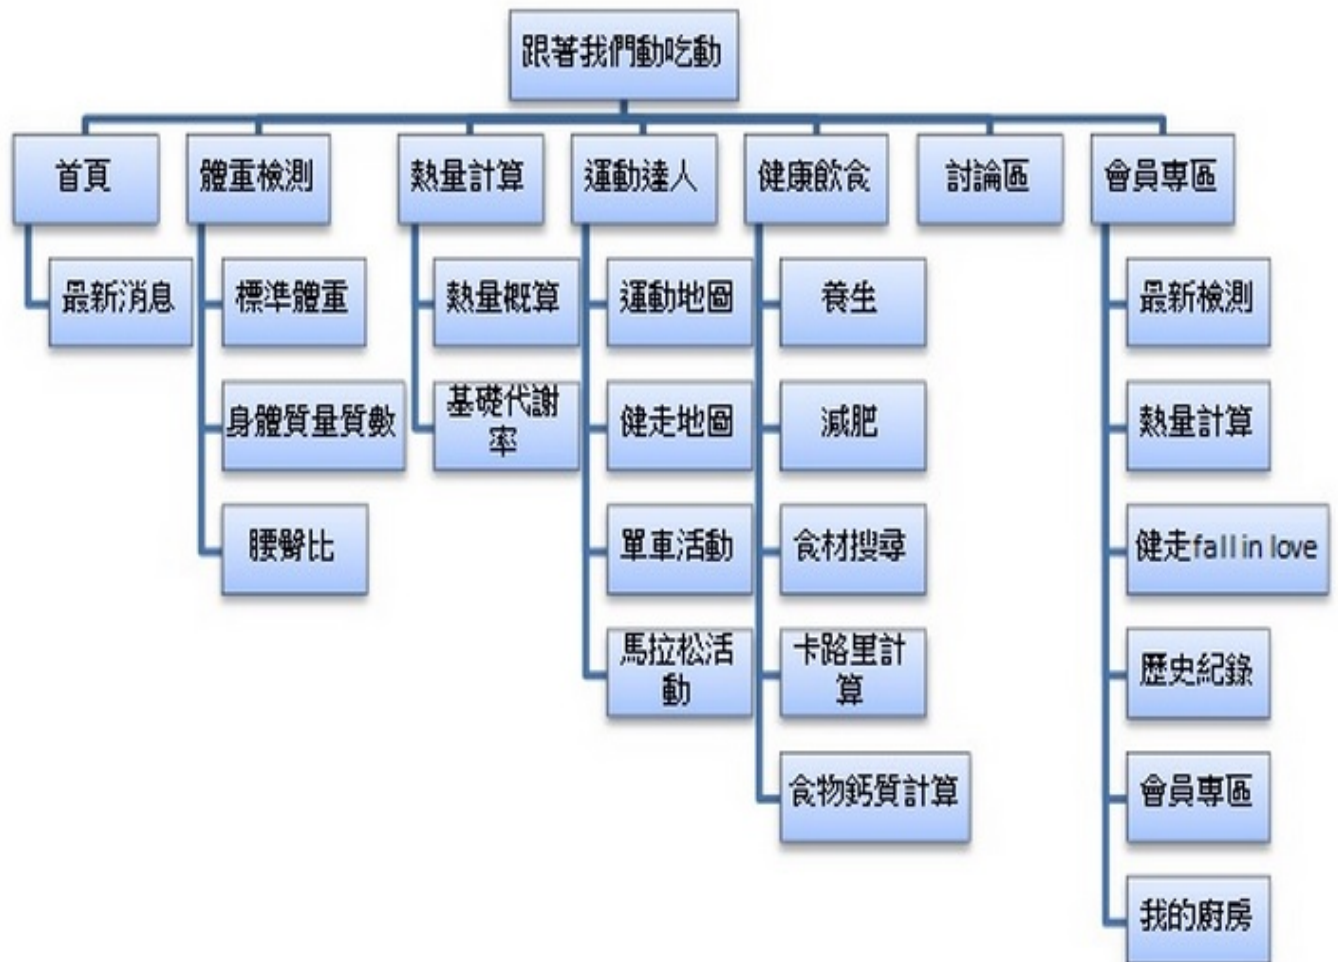 跟著我們動吃動
首頁
體重檢測
熱量計算
運動達人
健康飲食
討論區
會員專區
最新消息
標準體重
身體質量質數
腰臀比
熱量概算
基礎代謝
率
運動地圖
健走地圖
單車活動
馬拉松活
動
養生
減肥
食材搜尋
卡路里計
算
食物鈣質計算
最新檢測
熱量計算
健走fall in love
歷史紀錄
會員專區
我的廚房